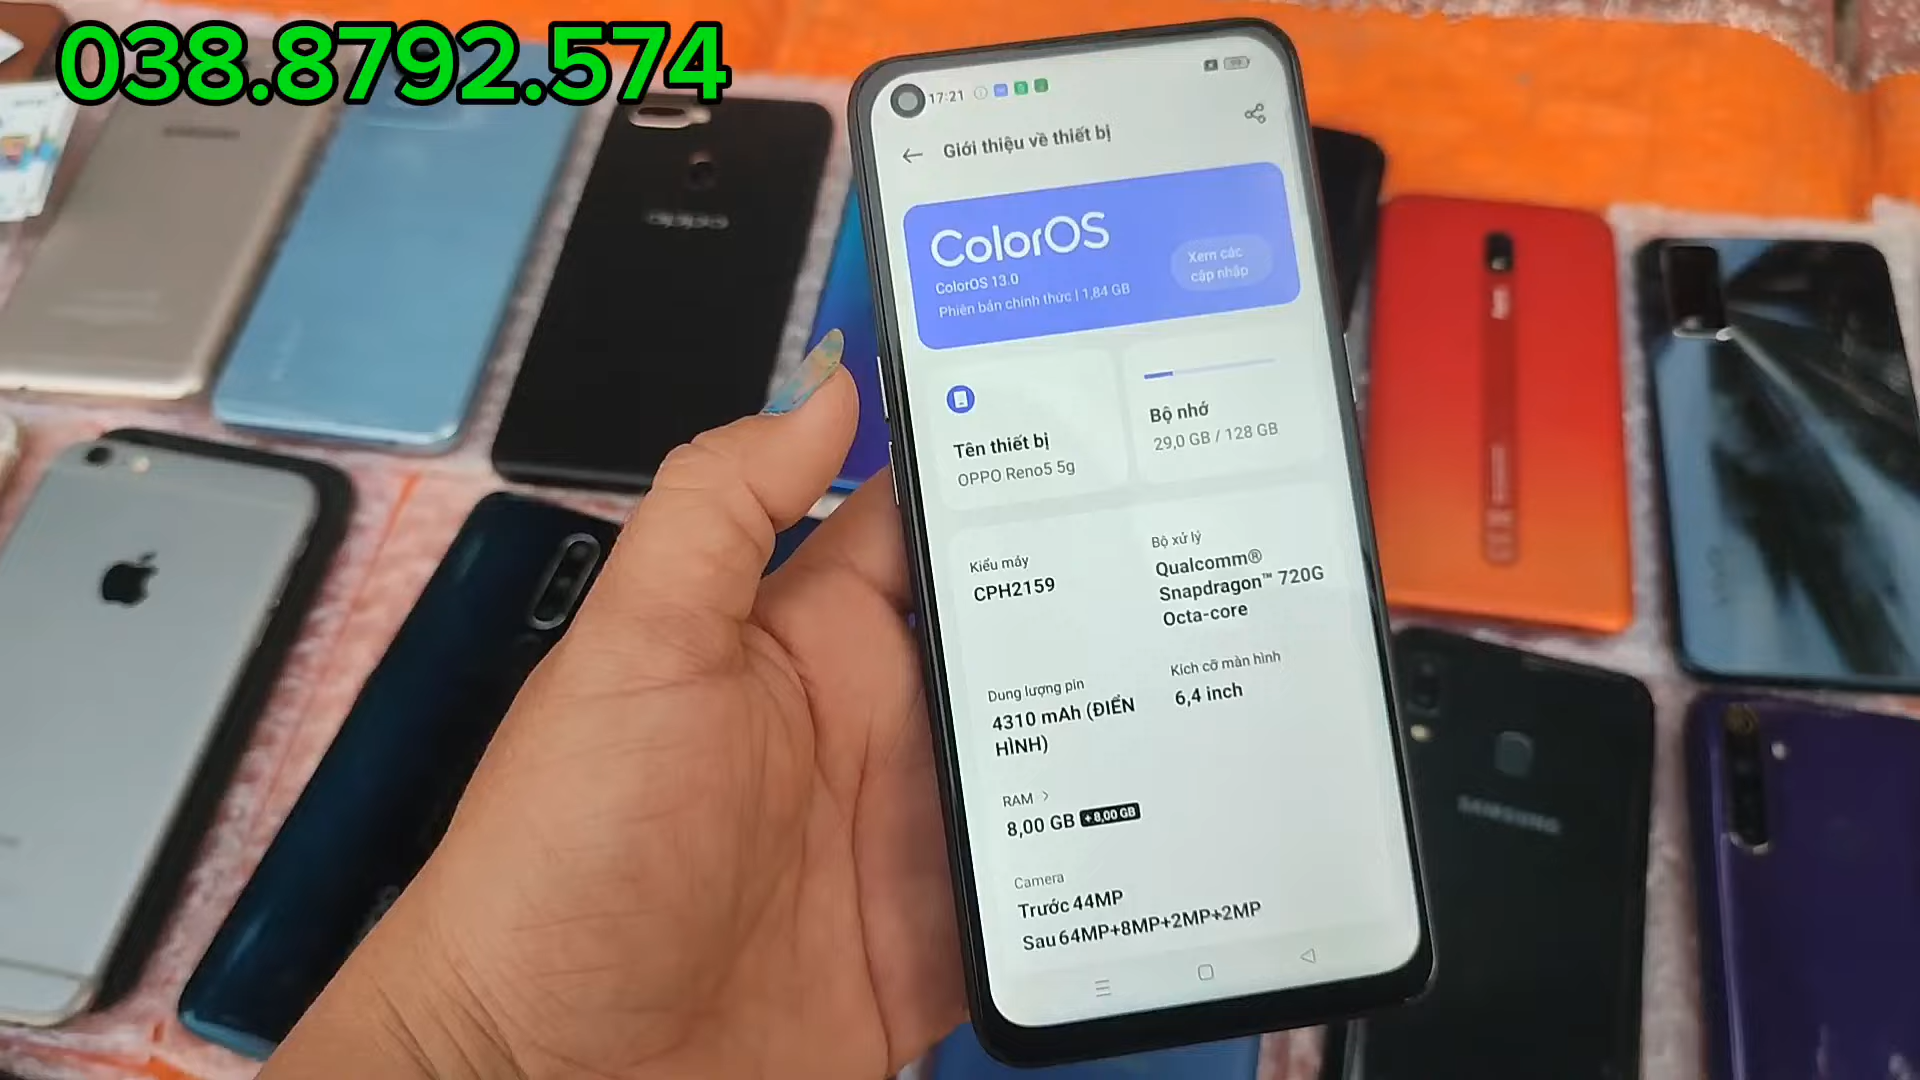 038.8792.574
17:21
Giới thiệu về thiết bị
ColorOS
ColorOS 13.0
Phiên bản chính thức | 1,84 GB
Xem các
cập nhập
Tên thiết bị
OPPO Reno5 5g
Bộ nhớ
29,0 GB / 128 GB
Kiểu máy
CPH2159
Bộ xử lý
Qualcomm®
Snapdragon™ 720G
Octa-core
Dung lượng pin
4310 mAh (ĐIỂN
HÌNH)
Kích cỡ màn hình
6,4 inch
RAM
8,00 GB +8,00 GB
Camera
Trước 44MP
Sau 64MP+8MP+2MP+2MP
oppo
SAMSUNG